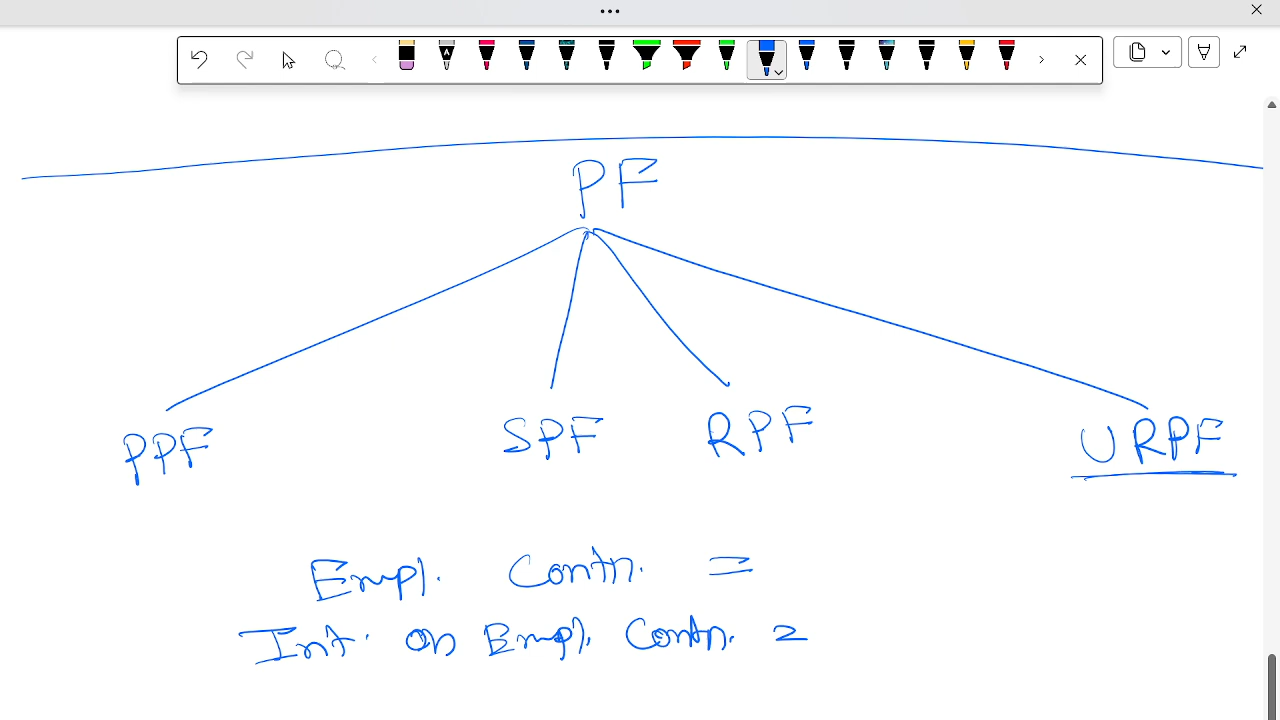 PF
PPF SPF RPF URPF
Empl. Contn. =
Int. on Empl. Contn. =